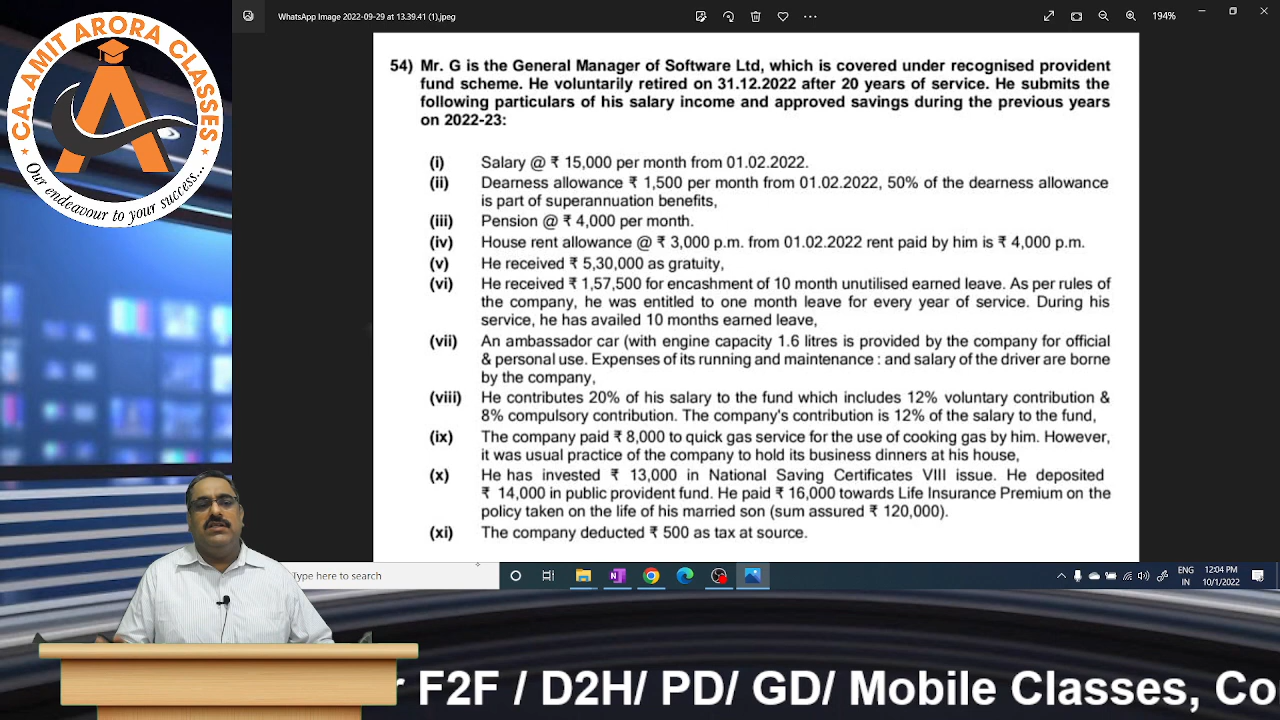 WhatsApp Image 2022-09-29 at 13.39.41 (1).jpeg
194%
CA. AMIT ARORA CLASSES
Our endeavour to your success...
54) Mr. G is the General Manager of Software Ltd, which is covered under recognised provident
fund scheme. He voluntarily retired on 31.12.2022 after 20 years of service. He submits the
following particulars of his salary income and approved savings during the previous years
on 2022-23:
(i) Salary @ ₹ 15,000 per month from 01.02.2022.
(ii) Dearness allowance ₹ 1,500 per month from 01.02.2022, 50% of the dearness allowance
is part of superannuation benefits,
(iii) Pension @ ₹ 4,000 per month.
(iv) House rent allowance @ ₹ 3,000 p.m. from 01.02.2022 rent paid by him is ₹ 4,000 p.m.
(v) He received ₹ 5,30,000 as gratuity,
(vi) He received ₹ 1,57,500 for encashment of 10 month unutilised earned leave. As per rules of
the company, he was entitled to one month leave for every year of service. During his
service, he has availed 10 months earned leave,
(vii) An ambassador car (with engine capacity 1.6 litres is provided by the company for official
& personal use. Expenses of its running and maintenance : and salary of the driver are borne
by the company,
(viii) He contributes 20% of his salary to the fund which includes 12% voluntary contribution &
8% compulsory contribution. The company's contribution is 12% of the salary to the fund,
(ix) The company paid ₹ 8,000 to quick gas service for the use of cooking gas by him. However,
it was usual practice of the company to hold its business dinners at his house,
(x) He has invested ₹ 13,000 in National Saving Certificates VIII issue. He deposited
₹ 14,000 in public provident fund. He paid ₹ 16,000 towards Life Insurance Premium on the
policy taken on the life of his married son (sum assured ₹ 120,000).
(xi) The company deducted ₹ 500 as tax at source.
Type here to search
ENG
IN
12:04 PM
10/1/2022
F2F / D2H/ PD/ GD/ Mobile Classes, Co